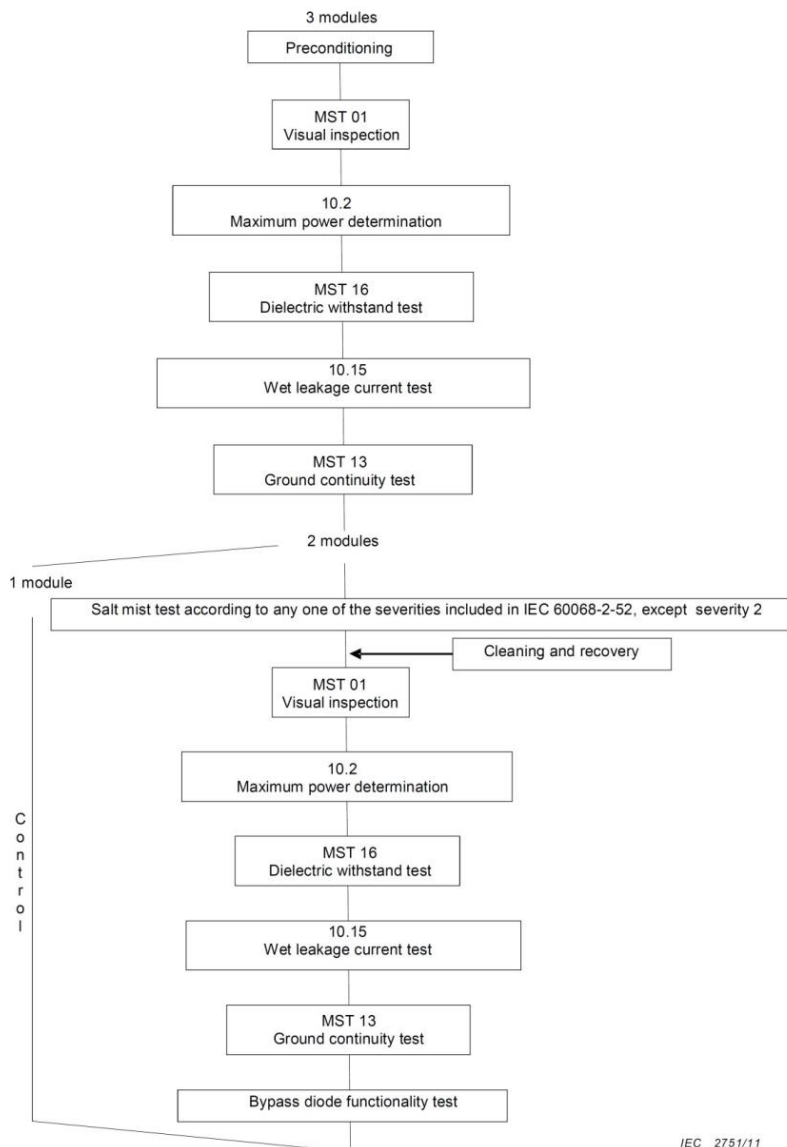 3 modules
Preconditioning
MST 01
Visual inspection
10.2
Maximum power determination
MST 16
Dielectric withstand test
10.15
Wet leakage current test
MST 13
Ground continuity test
2 modules
1 module
Salt mist test according to any one of the severities included in IEC 60068-2-52, except severity 2
Cleaning and recovery
MST 01
Visual inspection
10.2
Maximum power determination
Control
MST 16
Dielectric withstand test
10.15
Wet leakage current test
MST 13
Ground continuity test
Bypass diode functionality test
IEC 2751/11